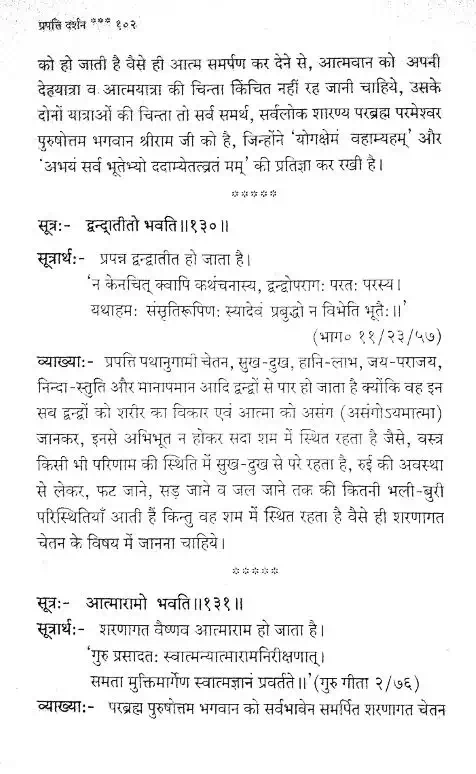 प्रपत्ति दर्शन *** १०२
को हो जाती है वैसे ही आत्म समर्पण कर देने से, आत्मवान को अपनी
देहयात्रा व आत्मयात्रा की चिन्ता किंचित नहीं रह जानी चाहिये, उसके
दोनों यात्राओं की चिन्ता तो सर्व समर्थ, सर्वलोक शारण्य परब्रह्म परमेश्वर
पुरुषोत्तम भगवान श्रीराम जी को है, जिन्होंने 'योगक्षेमं वहाम्यहम्' और
'अभयं सर्व भूतेभ्यो ददाम्येतत्व्रतं मम्' की प्रतिज्ञा कर रखी है।
*****
सूत्र:- द्वन्द्वातीतो भवति॥१३०॥
सूत्रार्थ:- प्रपन्न द्वन्द्वातीत हो जाता है।
'न केनचित् क्वापि कथंचनास्य, द्वन्द्वोपरागः परतः परस्य।
यथाहमः संसृतिरूपिणः स्यादेवं प्रबुद्धो न विभेति भूतैः॥'
(भाग० ११/२३/५७)
व्याख्या:- प्रपत्ति पथानुगामी चेतन, सुख-दुख, हानि-लाभ, जय-पराजय,
निन्दा-स्तुति और मानापमान आदि द्वन्द्वों से पार हो जाता है क्योंकि वह इन
सब द्वन्द्वों को शरीर का विकार एवं आत्मा को असंग (असंगोऽयमात्मा)
जानकर, इनसे अभिभूत न होकर सदा शम में स्थित रहता है जैसे, वस्त्र
किसी भी परिणाम की स्थिति में सुख-दुख से परे रहता है, रुई की अवस्था
से लेकर, फट जाने, सड़ जाने व जल जाने तक की कितनी भली-बुरी
परिस्थितियाँ आती हैं किन्तु वह शम में स्थित रहता है वैसे ही शरणागत
चेतन के विषय में जानना चाहिये।
*****
सूत्र:- आत्मारामो भवति॥१३१॥
सूत्रार्थ:- शरणागत वैष्णव आत्माराम हो जाता है।
'गुरु प्रसादतः स्वात्मन्यात्मारामनिरीक्षणात्।
समता मुक्तिमार्गेण स्वात्मज्ञानं प्रवर्तते॥'(गुरु गीता २/७६)
व्याख्या:- परब्रह्म पुरुषोत्तम भगवान को सर्वभावेन समर्पित शरणागत चेतन